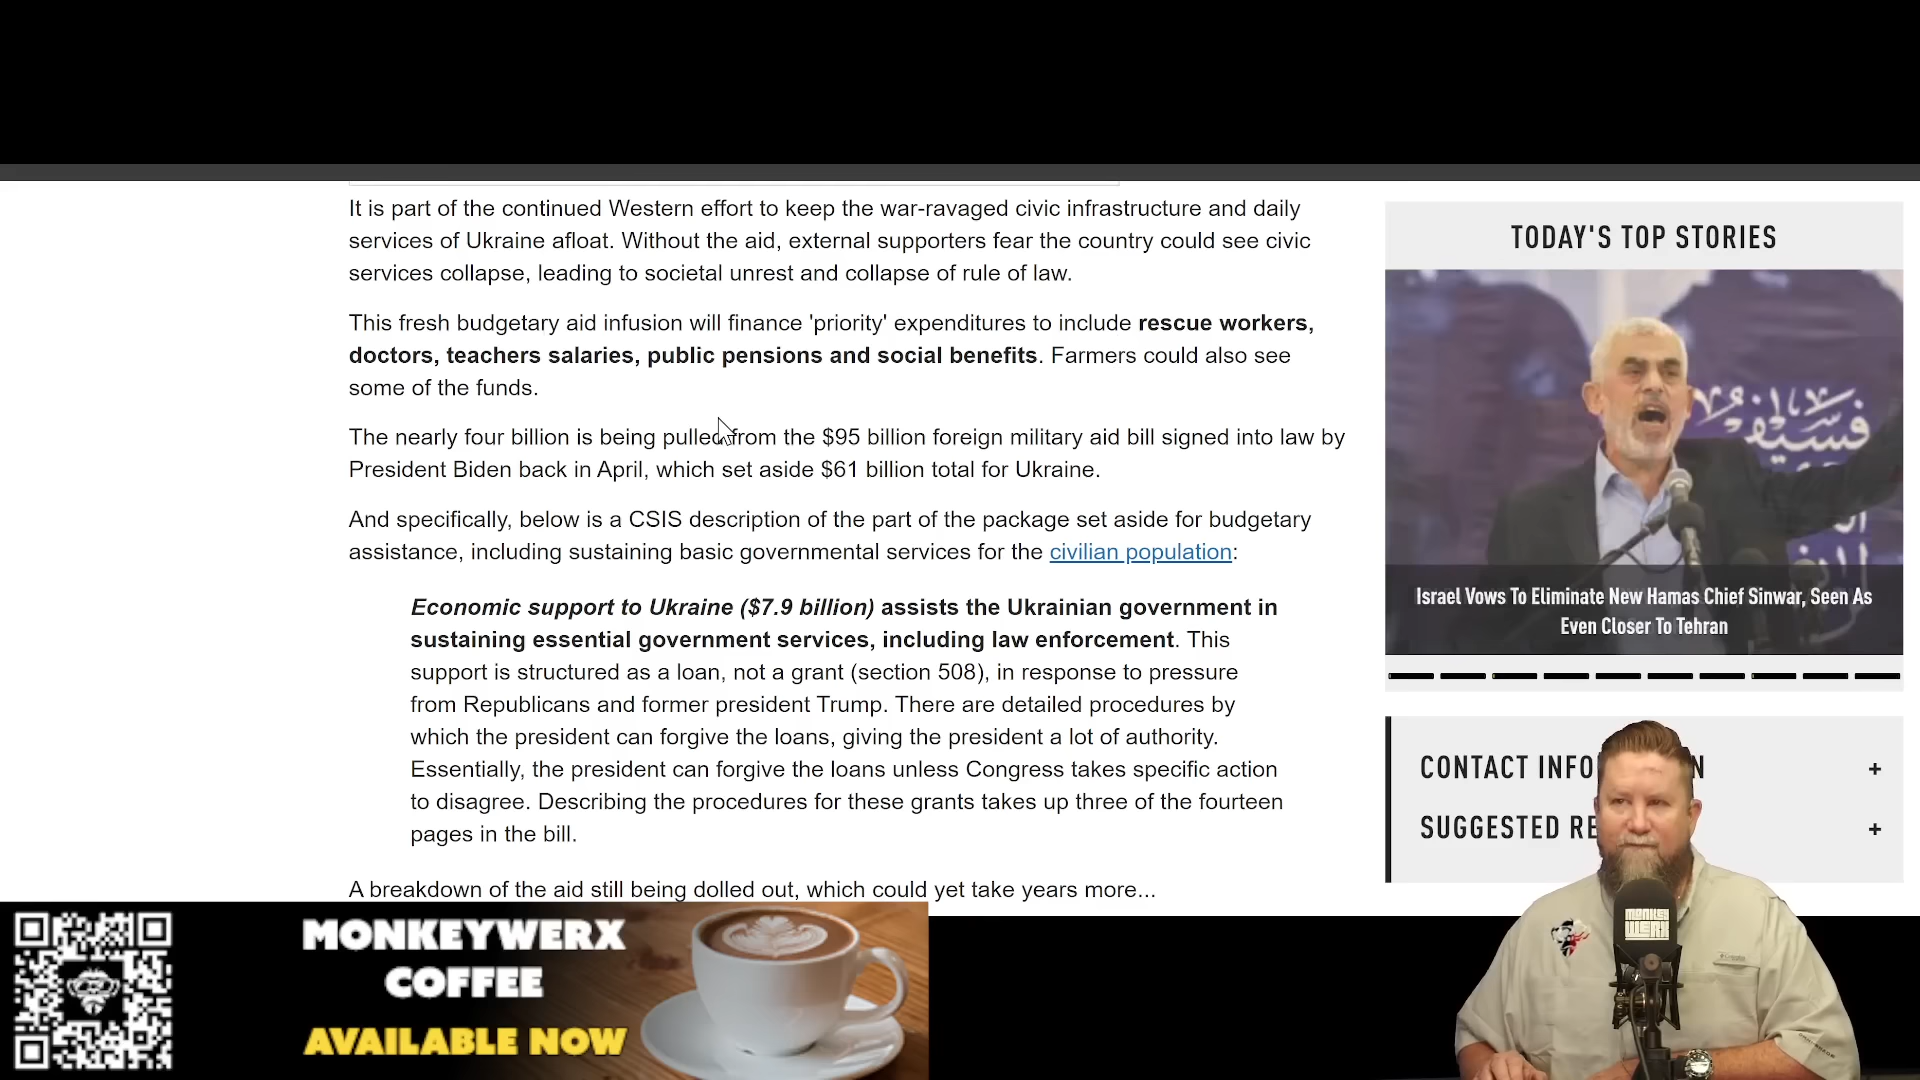 It is part of the continued Western effort to keep the war-ravaged civic infrastructure and daily
services of Ukraine afloat. Without the aid, external supporters fear the country could see civic
services collapse, leading to societal unrest and collapse of rule of law.
This fresh budgetary aid infusion will finance 'priority' expenditures to include rescue workers,
doctors, teachers salaries, public pensions and social benefits. Farmers could also see
some of the funds.
The nearly four billion is being pulled from the $95 billion foreign military aid bill signed into law by
President Biden back in April, which set aside $61 billion total for Ukraine.
And specifically, below is a CSIS description of the part of the package set aside for budgetary
assistance, including sustaining basic governmental services for the civilian population:
Economic support to Ukraine ($7.9 billion) assists the Ukrainian government in
sustaining essential government services, including law enforcement. This
support is structured as a loan, not a grant (section 508), in response to pressure
from Republicans and former president Trump. There are detailed procedures by
which the president can forgive the loans, giving the president a lot of authority.
Essentially, the president can forgive the loans unless Congress takes specific action
to disagree. Describing the procedures for these grants takes up three of the fourteen
pages in the bill.
A breakdown of the aid still being dolled out, which could yet take years more...
TODAY'S TOP STORIES
Israel Vows To Eliminate New Hamas Chief Sinwar, Seen As
Even Closer To Tehran
CONTACT INFO N +
SUGGESTED RE +
MONKEYWERX
COFFEE
AVAILABLE NOW
MONKEY
WERX